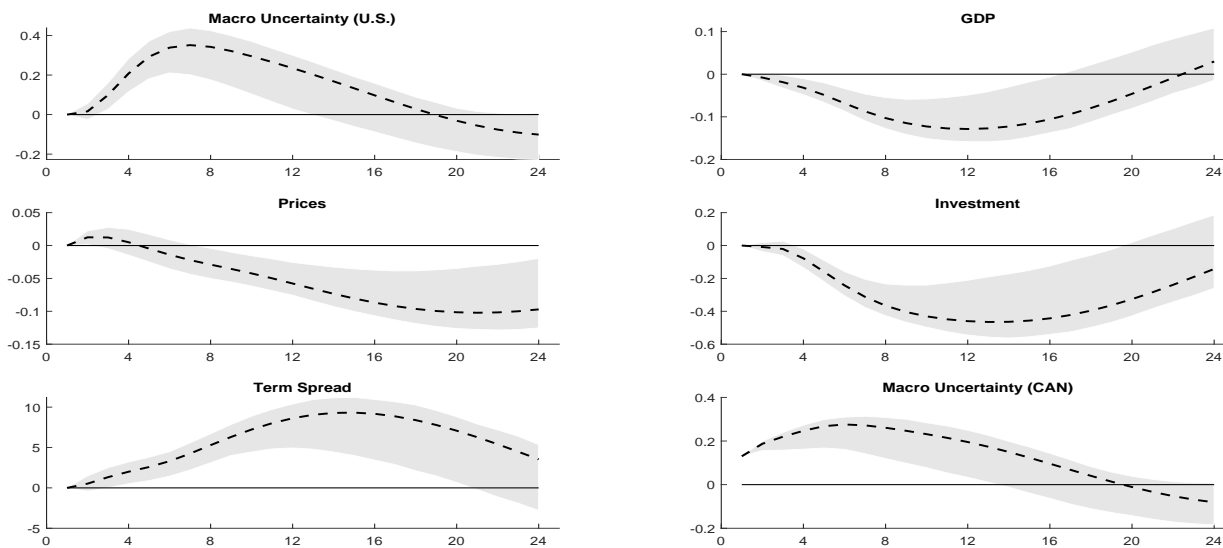 Macro Uncertainty (U.S.)
0.4
0.2
0
-0.2
0 4 8 12 16 20 24
GDP
0.1
0
-0.1
-0.2
0 4 8 12 16 20 24
Prices
0.05
0
-0.05
-0.1
-0.15
0 4 8 12 16 20 24
Investment
0.2
0
-0.2
-0.4
-0.6
0 4 8 12 16 20 24
Term Spread
10
5
0
-5
0 4 8 12 16 20 24
Macro Uncertainty (CAN)
0.4
0.2
0
-0.2
0 4 8 12 16 20 24